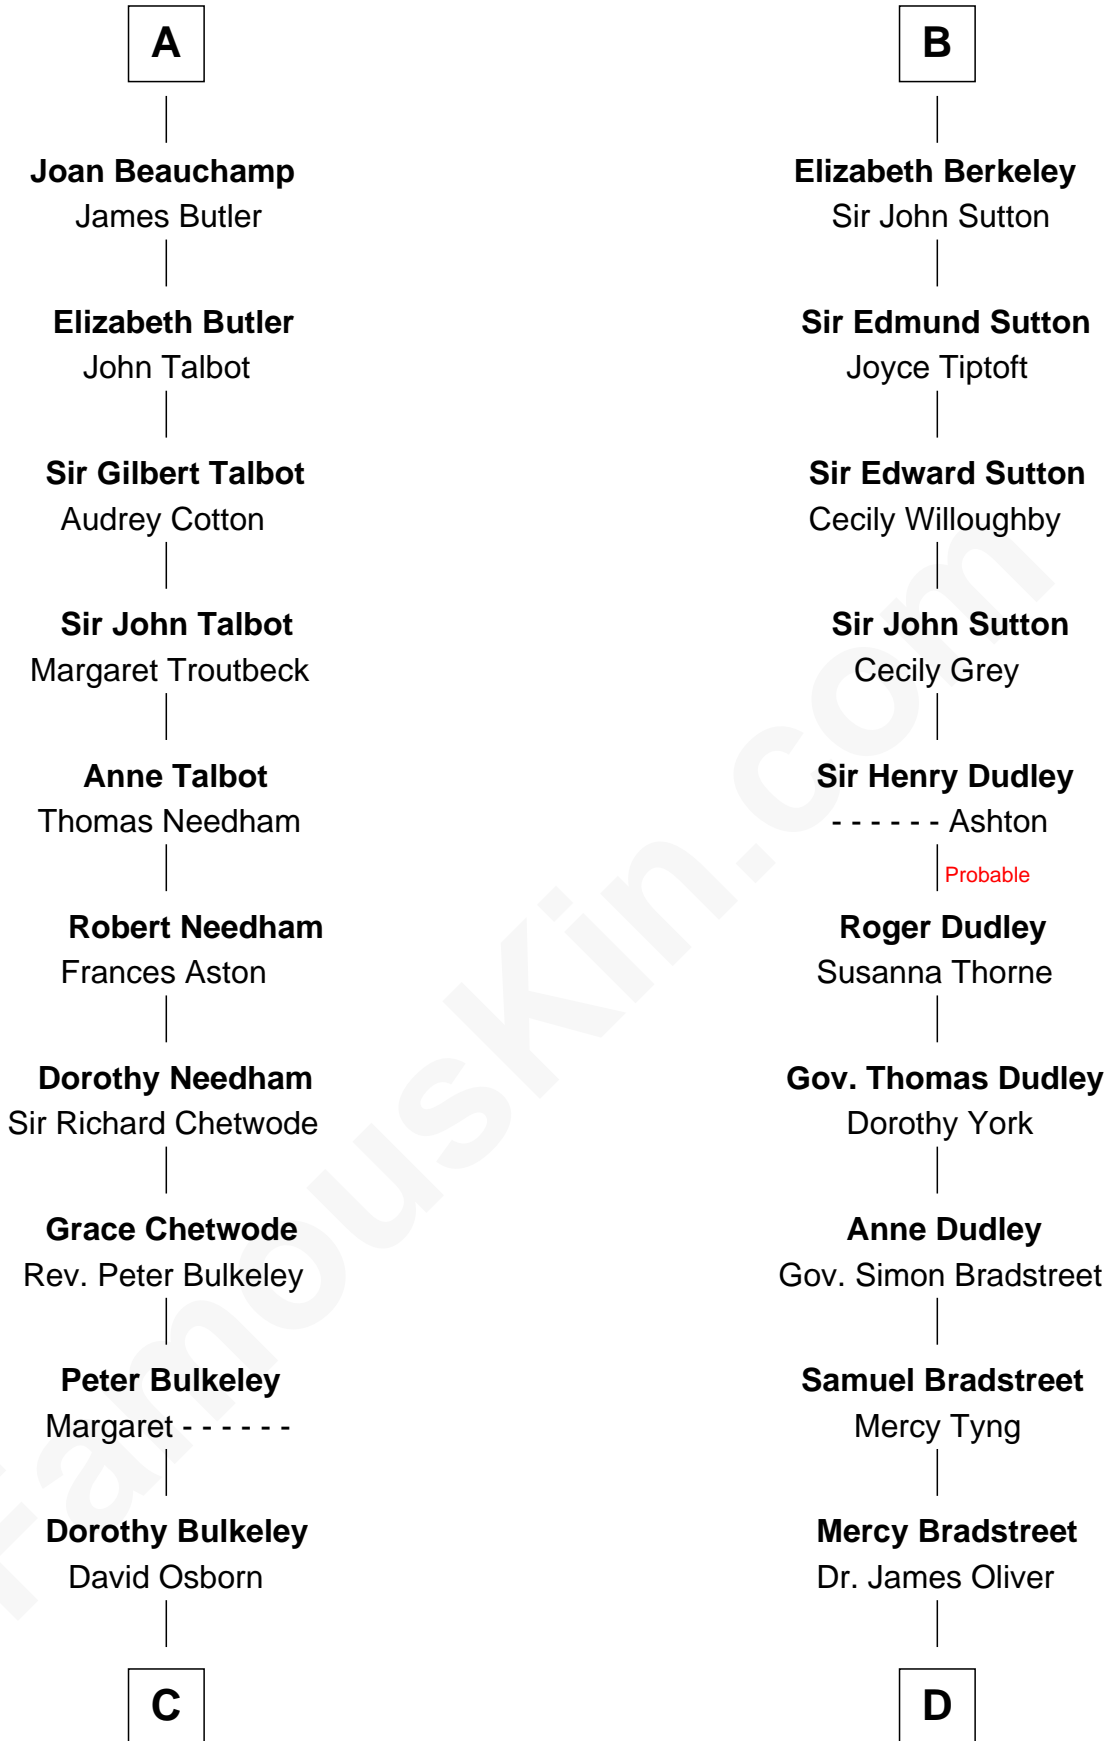 A
Joan Beauchamp
James Butler
Elizabeth Butler
John Talbot
Sir Gilbert Talbot
Audrey Cotton
Sir John Talbot
Margaret Troutbeck
Anne Talbot
Thomas Needham
Robert Needham
Frances Aston
Dorothy Needham
Sir Richard Chetwode
Grace Chetwode
Rev. Peter Bulkeley
Peter Bulkeley
Margaret - - - - - -
Dorothy Bulkeley
David Osborn
C
B
Elizabeth Berkeley
Sir John Sutton
Sir Edmund Sutton
Joyce Tiptoft
Sir Edward Sutton
Cecily Willoughby
Sir John Sutton
Cecily Grey
Sir Henry Dudley
- - - - - - Ashton
Probable
Roger Dudley
Susanna Thorne
Gov. Thomas Dudley
Dorothy York
Anne Dudley
Gov. Simon Bradstreet
Samuel Bradstreet
Mercy Tyng
Mercy Bradstreet
Dr. James Oliver
D
FamousKin.com